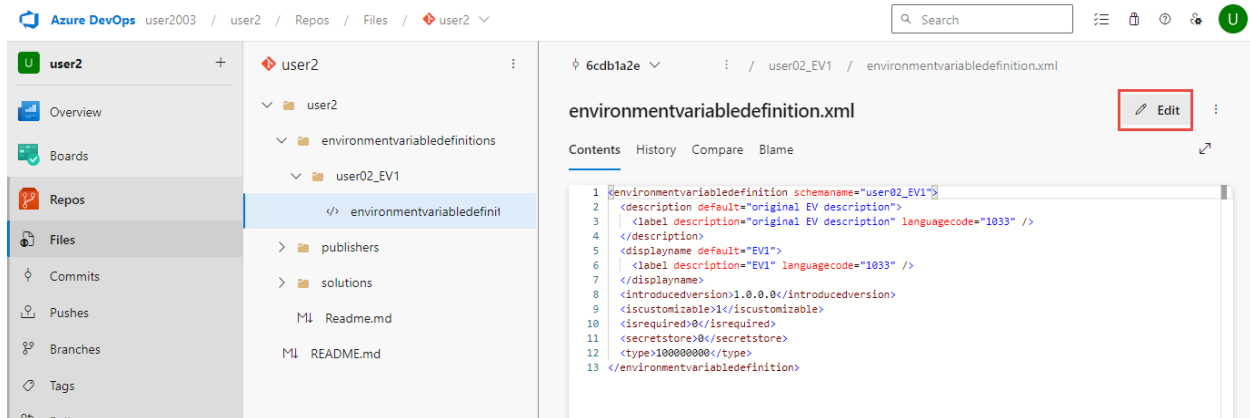 Azure DevOps user2003 / user2 / Repos / Files / user2
Search
U
U user2 +
Overview
Boards
Repos
Files
Commits
Pushes
Branches
Tags
user2
user2
environmentvariabledefinitions
user02_EV1
</> environmentvariabledefinit
publishers
solutions
M↓ Readme.md
M↓ README.md
6cdb1a2e / user02_EV1 / environmentvariabledefinition.xml
environmentvariabledefinition.xml
Edit
Contents History Compare Blame
1 <environmentvariabledefinition schemaname="user02_EV1">
2 <description default="original EV description">
3 <label description="original EV description" languagecode="1033" />
4 </description>
5 <displayname default="EV1">
6 <label description="EV1" languagecode="1033" />
7 </displayname>
8 <introducedversion>1.0.0.0</introducedversion>
9 <iscustomizable>1</iscustomizable>
10 <isrequired>0</isrequired>
11 <secretstore>0</secretstore>
12 <type>100000000</type>
13 </environmentvariabledefinition>